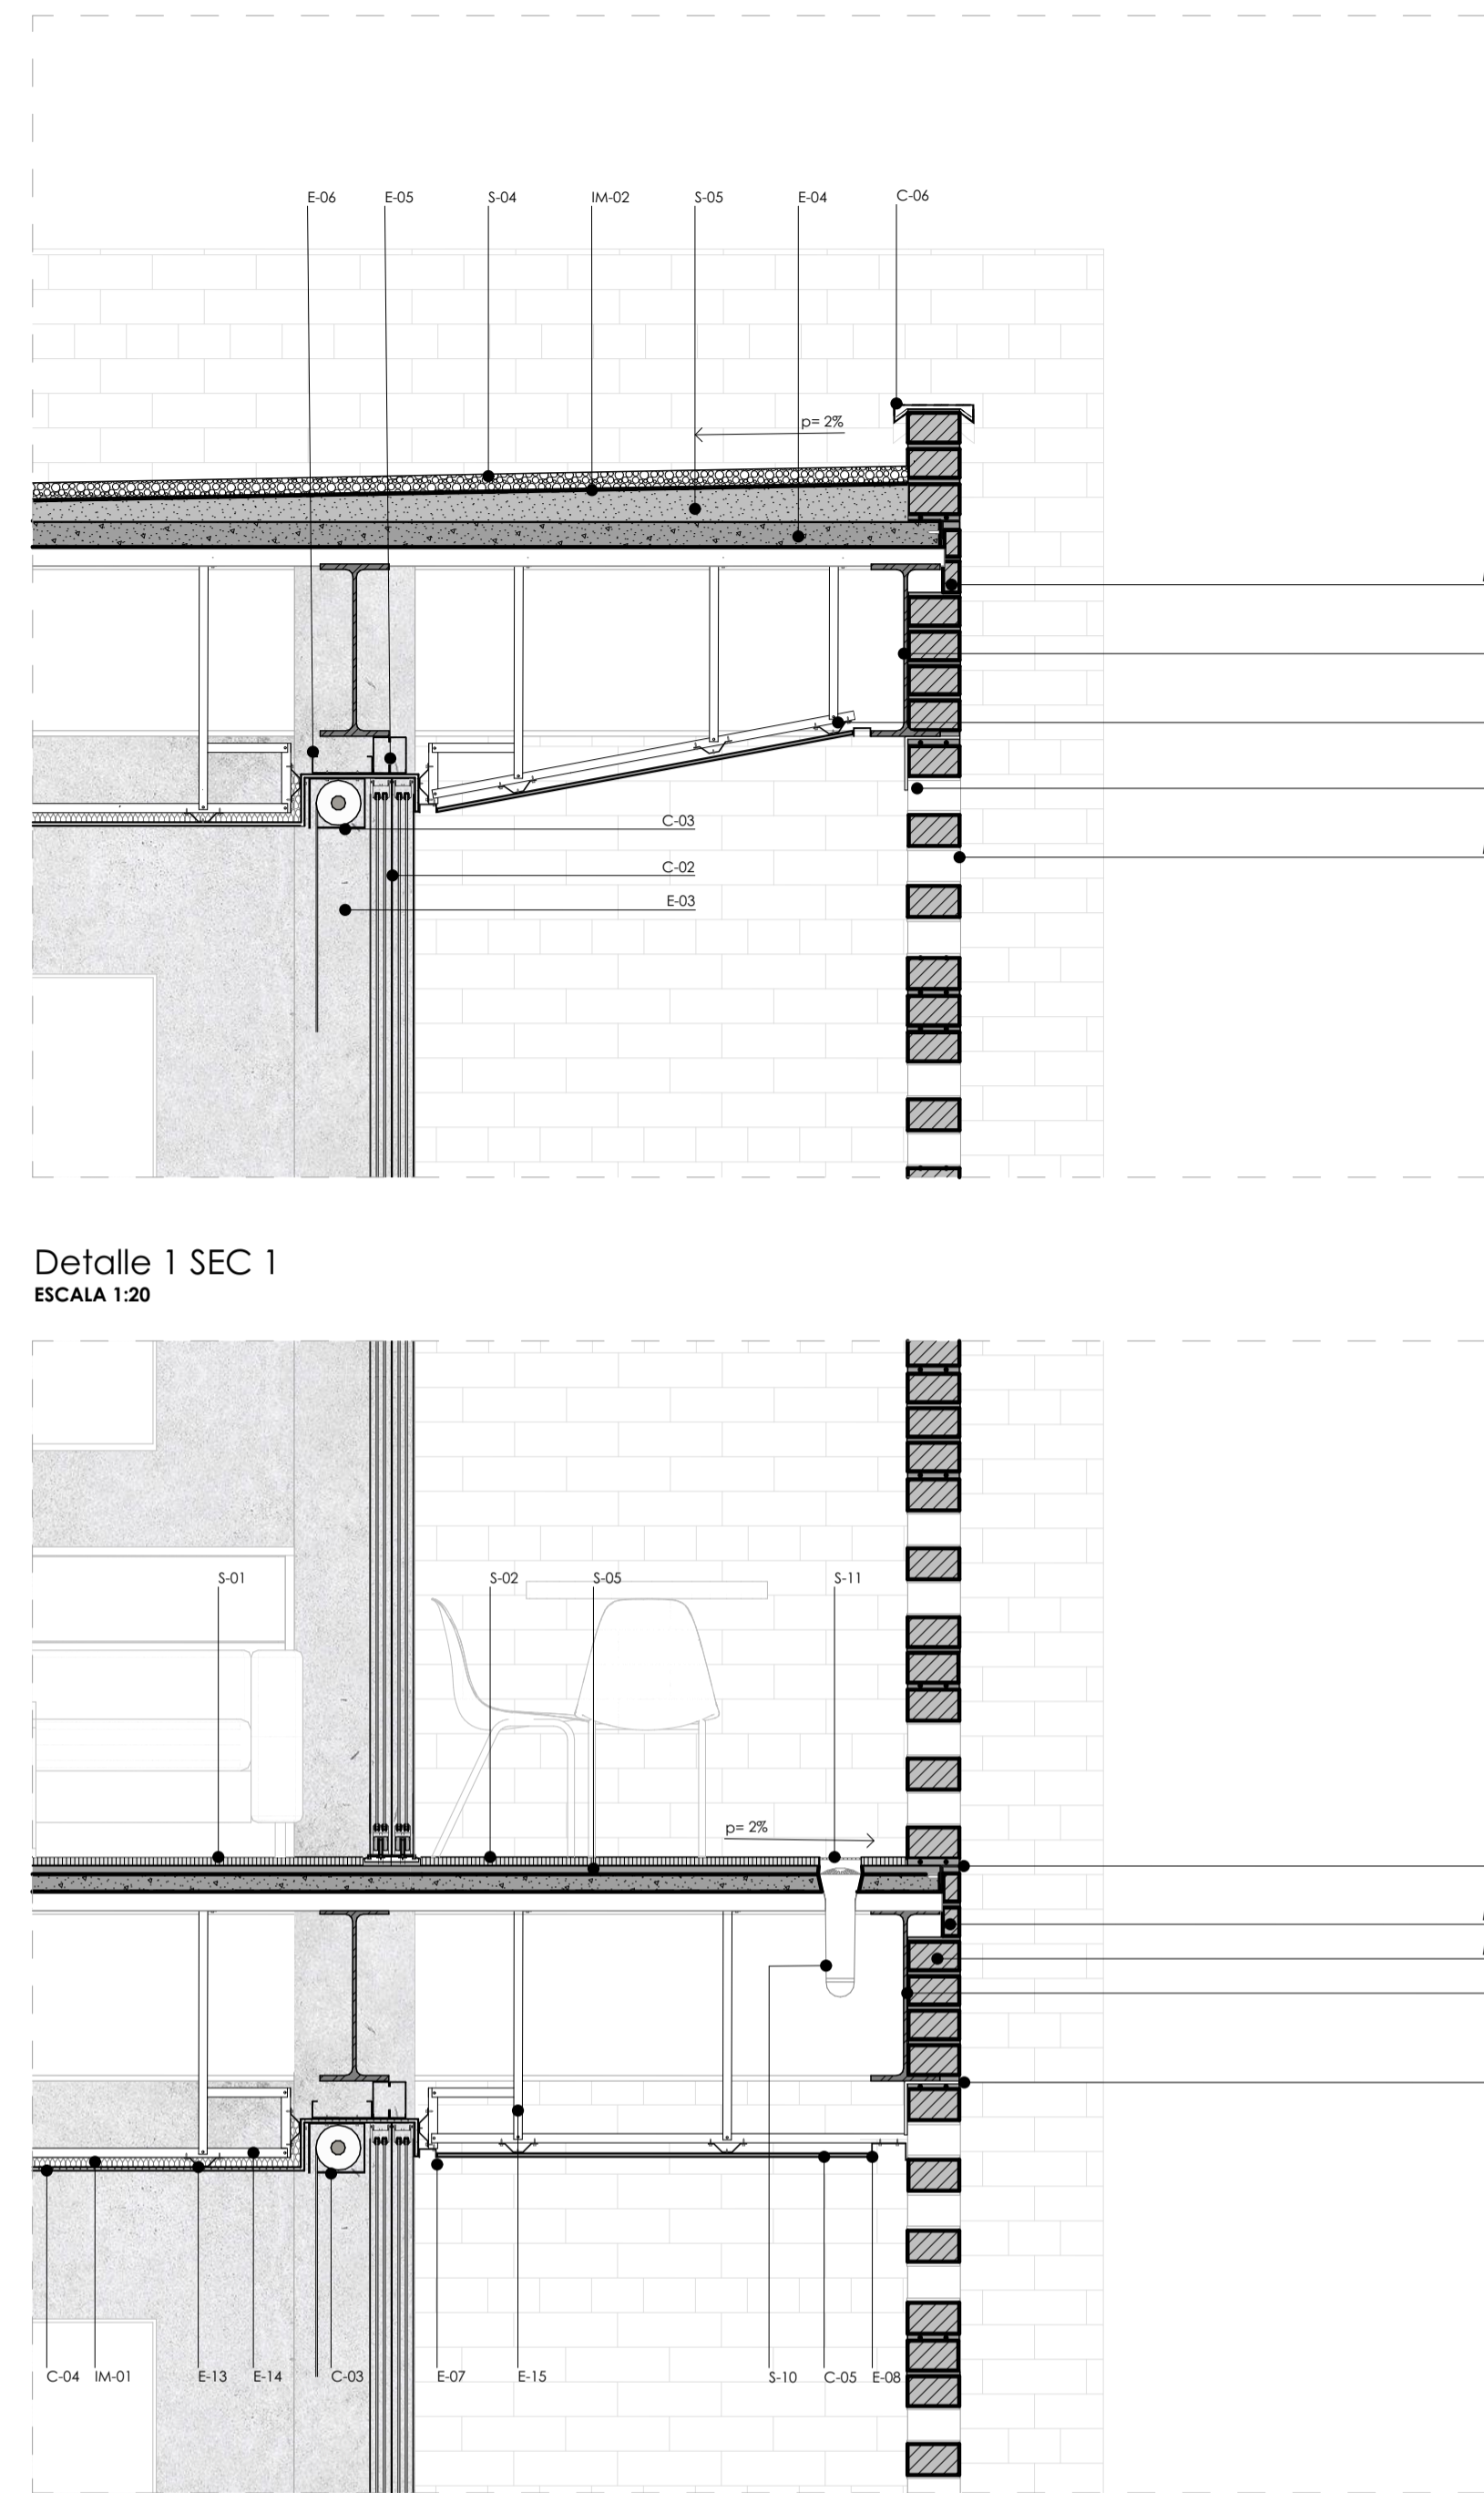 E-06 E-05 S-04 IM-02 S-05 E-04 C-06
p= 2%
C-03
C-02
E-03
Detalle 1 SEC 1
ESCALA 1:20
S-01 S-02 S-05 S-11
p= 2%
C-04 IM-01 E-13 E-14 C-03 E-07 E-15 S-10 C-05 E-08